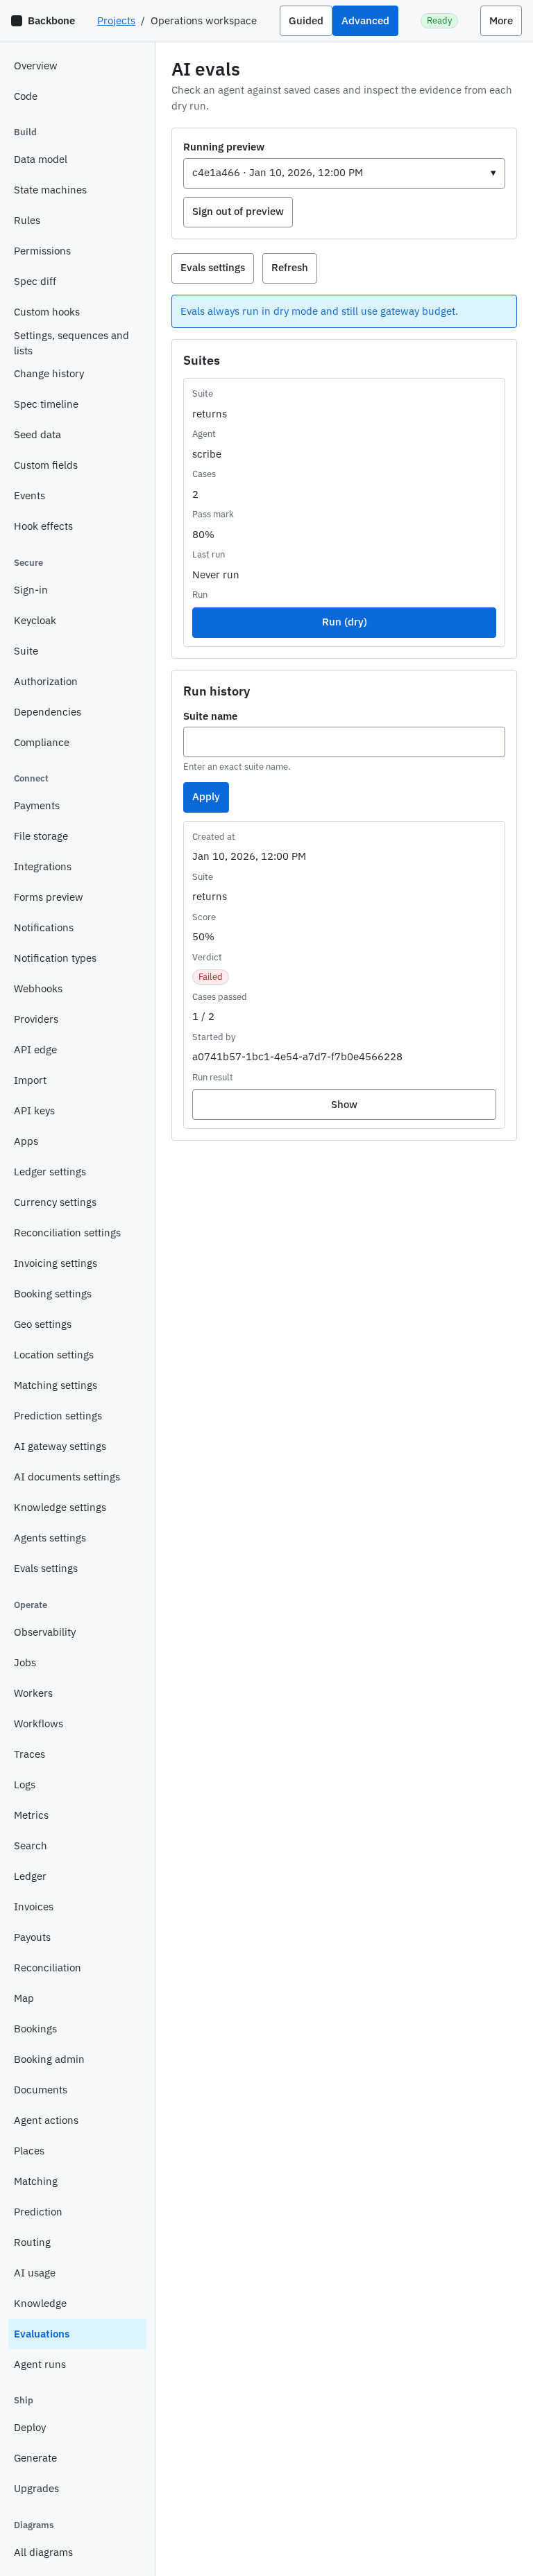 Backbone
Projects / Operations workspace
Guided
Advanced
Ready
More
Overview
Code
Build
Data model
State machines
Rules
Permissions
Spec diff
Custom hooks
Settings, sequences and
lists
Change history
Spec timeline
Seed data
Custom fields
Events
Hook effects
Secure
Sign-in
Keycloak
Suite
Authorization
Dependencies
Compliance
Connect
Payments
File storage
Integrations
Forms preview
Notifications
Notification types
Webhooks
Providers
API edge
Import
API keys
Apps
Ledger settings
Currency settings
Reconciliation settings
Invoicing settings
Booking settings
Geo settings
Location settings
Matching settings
Prediction settings
AI gateway settings
AI documents settings
Knowledge settings
Agents settings
Evals settings
Operate
Observability
Jobs
Workers
Workflows
Traces
Logs
Metrics
Search
Ledger
Invoices
Payouts
Reconciliation
Map
Bookings
Booking admin
Documents
Agent actions
Places
Matching
Prediction
Routing
AI usage
Knowledge
Evaluations
Agent runs
Ship
Deploy
Generate
Upgrades
Diagrams
All diagrams
AI evals
Check an agent against saved cases and inspect the evidence from each
dry run.
Running preview
c4e1a466 · Jan 10, 2026, 12:00 PM
Sign out of preview
Evals settings
Refresh
Evals always run in dry mode and still use gateway budget.
Suites
Suite
returns
Agent
scribe
Cases
2
Pass mark
80%
Last run
Never run
Run
Run (dry)
Run history
Suite name
Enter an exact suite name.
Apply
Created at
Jan 10, 2026, 12:00 PM
Suite
returns
Score
50%
Verdict
Failed
Cases passed
1 / 2
Started by
a0741b57-1bc1-4e54-a7d7-f7b0e4566228
Run result
Show